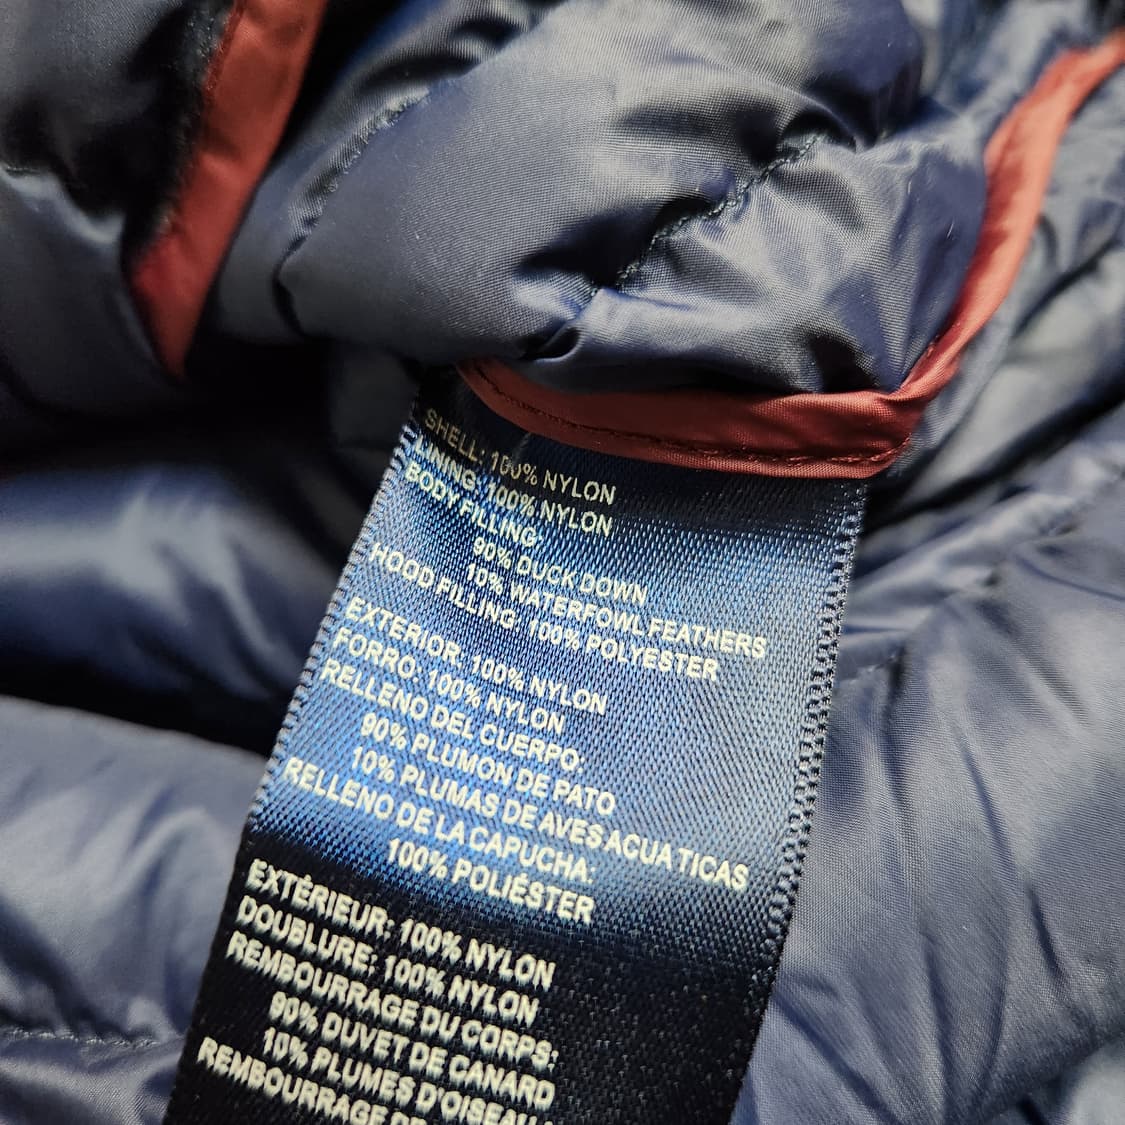 SHELL: 100% NYLON
LINING: 100% NYLON
BODY FILLING:
90% DUCK DOWN
10% WATERFOWL FEATHERS
HOOD FILLING: 100% POLYESTER
EXTERIOR: 100% NYLON
FORRO: 100% NYLON
RELLENO DEL CUERPO:
90% PLUMON DE PATO
10% PLUMAS DE AVES ACUATICAS
RELLENO DE LA CAPUCHA:
100% POLIÉSTER
EXTÉRIEUR: 100% NYLON
DOUBLURE: 100% NYLON
REMBOURRAGE DU CORPS:
90% DUVET DE CANARD
10% PLUMES D'OISEAU
REMBOURRAGE DE